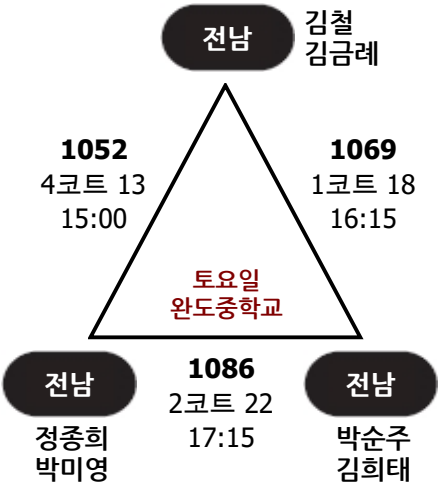 전남
김철
김금례
1052
4코트 13
15:00
1069
1코트 18
16:15
토요일
완도중학교
전남
정종희
박미영
1086
2코트 22
17:15
전남
박순주
김희태